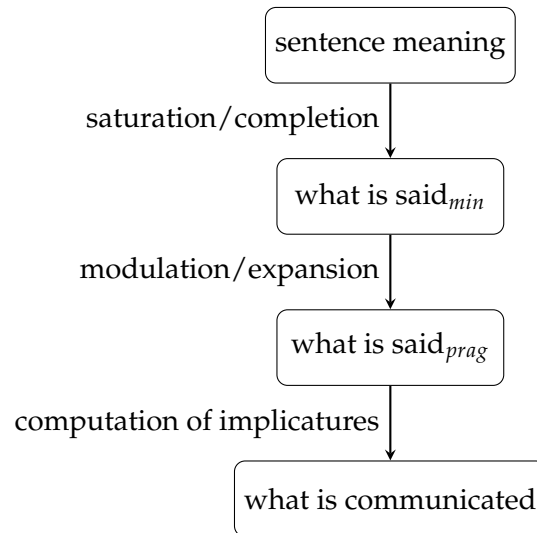 sentence meaning
saturation/completion
what is said_min
modulation/expansion
what is said_prag
computation of implicatures
what is communicated